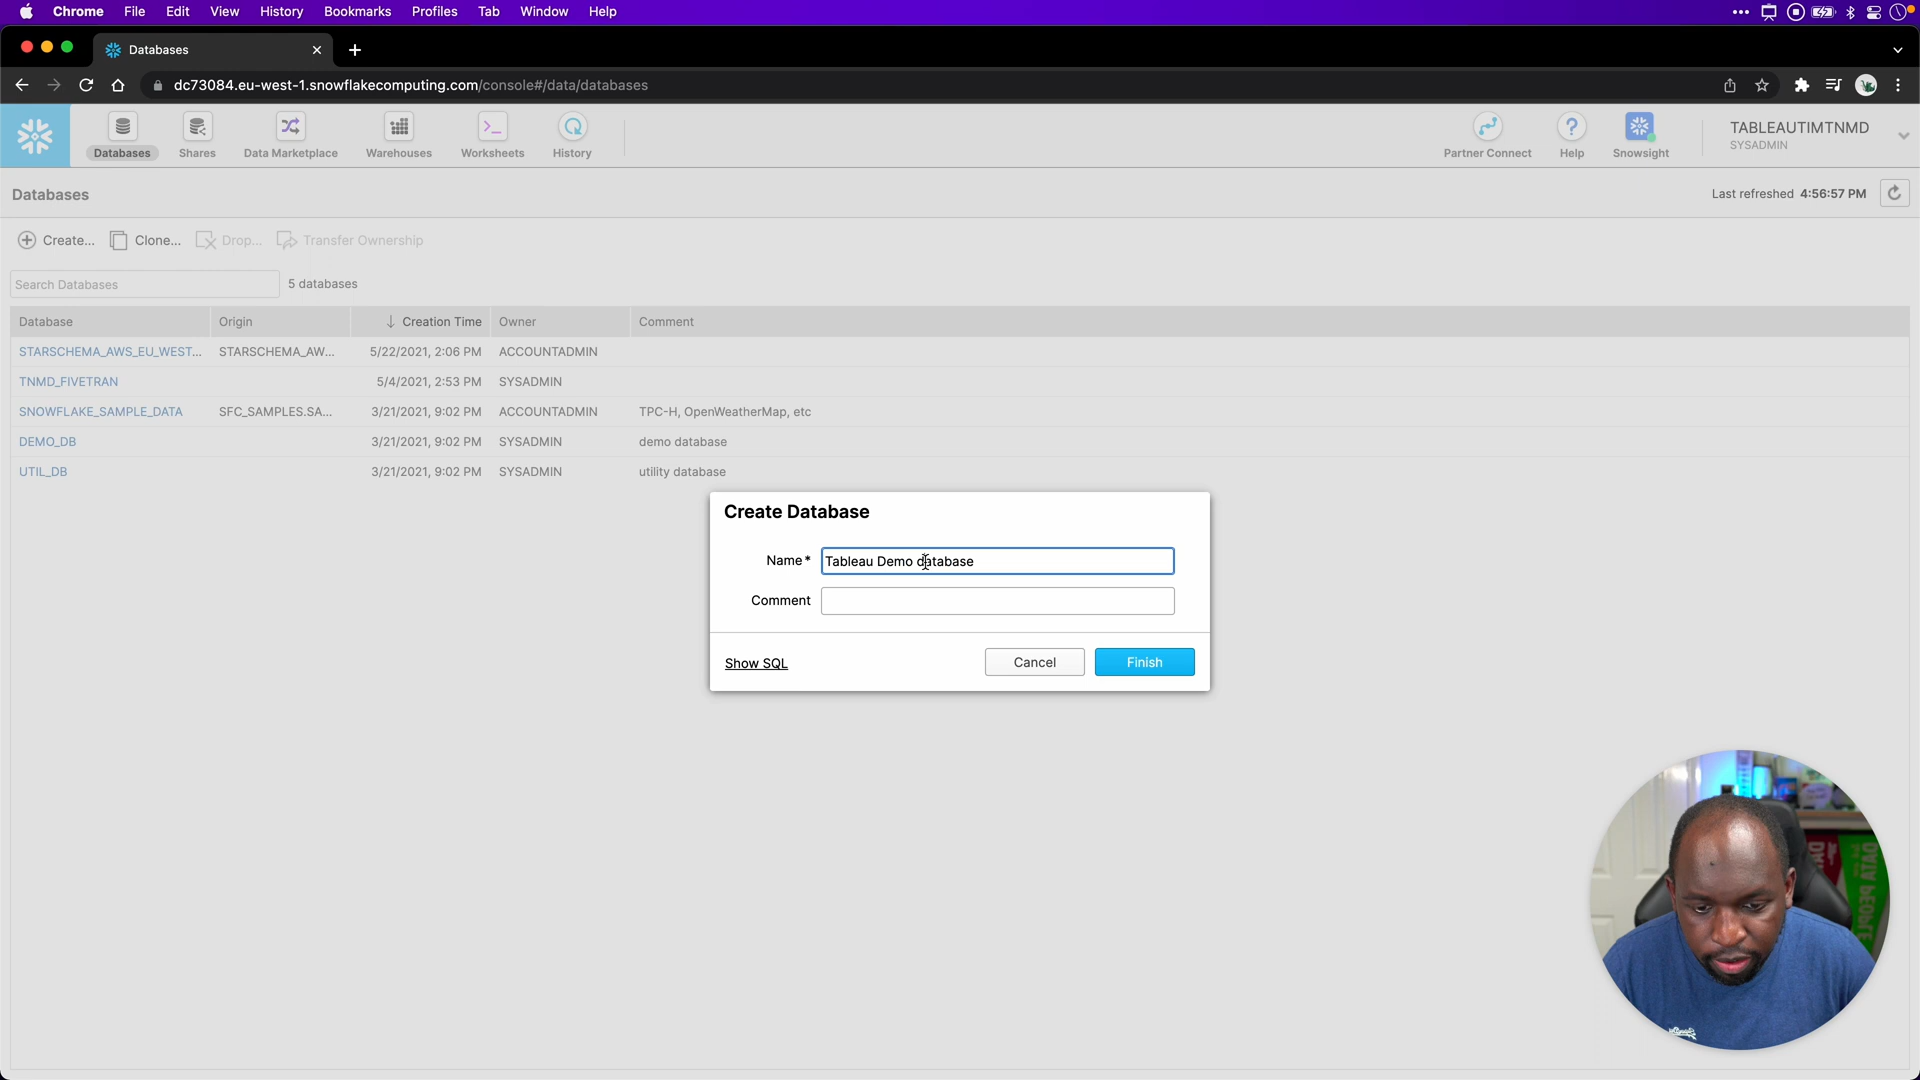 Chrome File Edit View History Bookmarks Profiles Tab Window Help
Databases
dc73084.eu-west-1.snowflakecomputing.com/console#/data/databases
Databases Shares Data Marketplace Warehouses Worksheets History Partner Connect Help Snowsight
TABLEAUTIMTNMD
SYSADMIN
Databases
Last refreshed 4:56:57 PM
Create... Clone... Drop... Transfer Ownership
Search Databases 5 databases
Database Origin Creation Time Owner Comment
STARSCHEMA_AWS_EU_WEST... STARSCHEMA_AW... 5/22/2021, 2:06 PM ACCOUNTADMIN
TNMD_FIVETRAN 5/4/2021, 2:53 PM SYSADMIN
SNOWFLAKE_SAMPLE_DATA SFC_SAMPLES.SA... 3/21/2021, 9:02 PM ACCOUNTADMIN TPC-H, OpenWeatherMap, etc
DEMO_DB 3/21/2021, 9:02 PM SYSADMIN demo database
UTIL_DB 3/21/2021, 9:02 PM SYSADMIN utility database
Create Database
Name* Tableau Demo database
Comment
Show SQL Cancel Finish
DATA PEOPLE